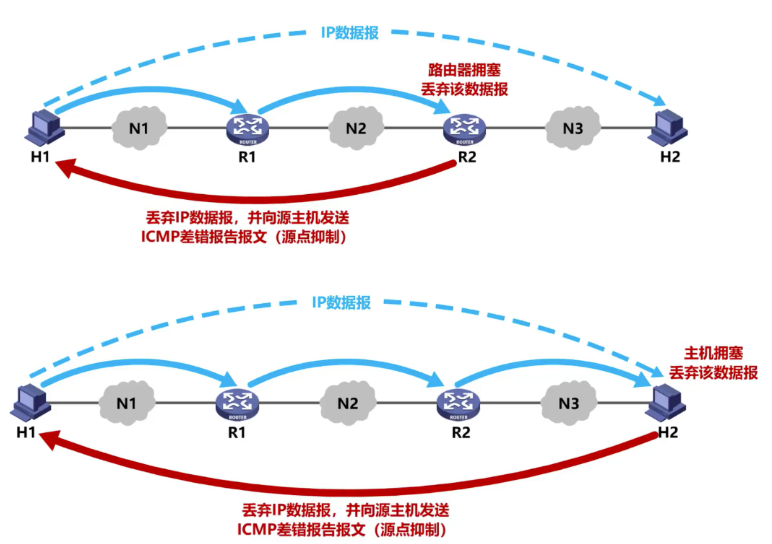 IP数据报
路由器拥塞
丢弃该数据报
N1
N2
N3
ROUTER
ROUTER
H1
R1
R2
H2
丢弃IP数据报，并向源主机发送
ICMP差错报告报文（源点抑制）
IP数据报
主机拥塞
丢弃该数据报
N1
N2
N3
ROUTER
ROUTER
H1
R1
R2
H2
丢弃IP数据报，并向源主机发送
ICMP差错报告报文（源点抑制）